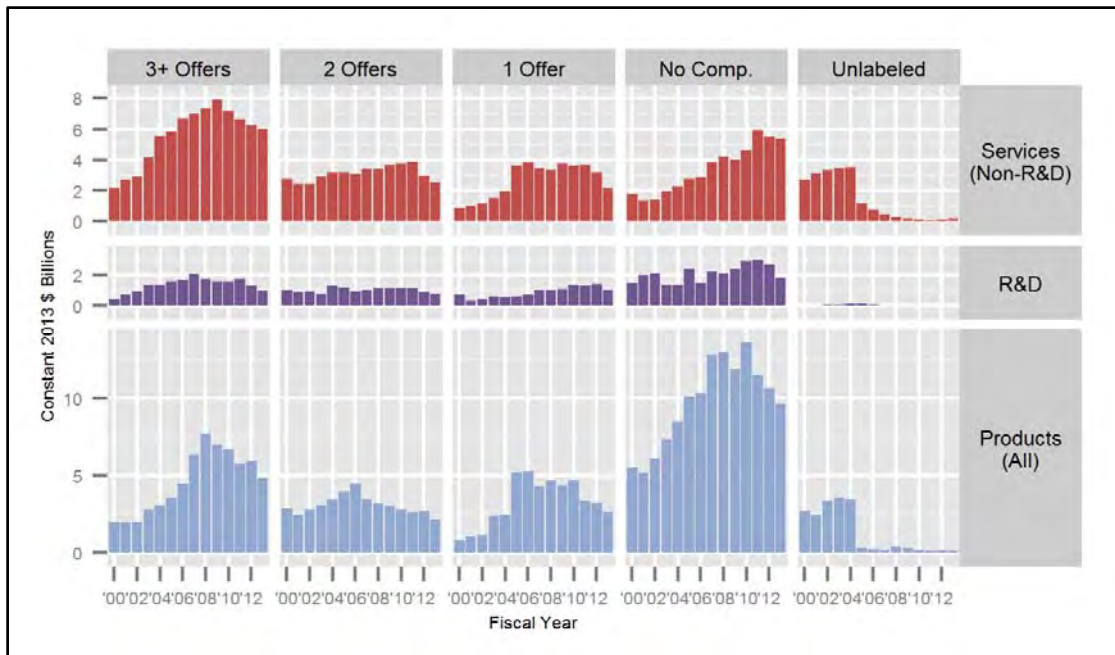 3+ Offers
2 Offers
1 Offer
No Comp.
Unlabeled
8
6
4
2
0
Services
(Non-R&D)
2
0
R&D
10
5
0
Products
(All)
Constant 2013 $ Billions
'00'02'04'06'08'10'12
'00'02'04'06'08'10'12
'00'02'04'06'08'10'12
'00'02'04'06'08'10'12
'00'02'04'06'08'10'12
Fiscal Year